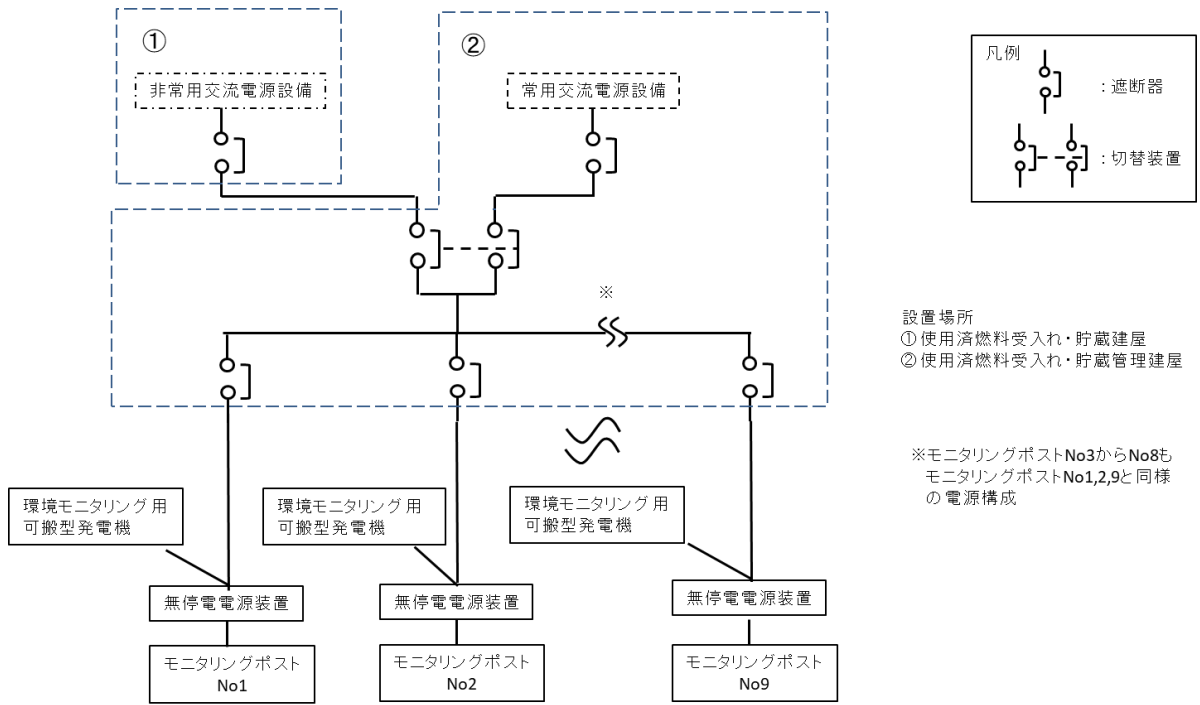 ①
非常用交流電源設備
②
常用交流電源設備
凡例
：遮断器
：切替装置
※
設置場所
①使用済燃料受入れ・貯蔵建屋
②使用済燃料受入れ・貯蔵管理建屋
※モニタリングポストNo3からNo8も
モニタリングポストNo1,2,9と同様
の電源構成
環境モニタリング用
可搬型発電機
環境モニタリング用
可搬型発電機
環境モニタリング用
可搬型発電機
無停電電源装置
無停電電源装置
無停電電源装置
モニタリングポスト
No1
モニタリングポスト
No2
モニタリングポスト
No9